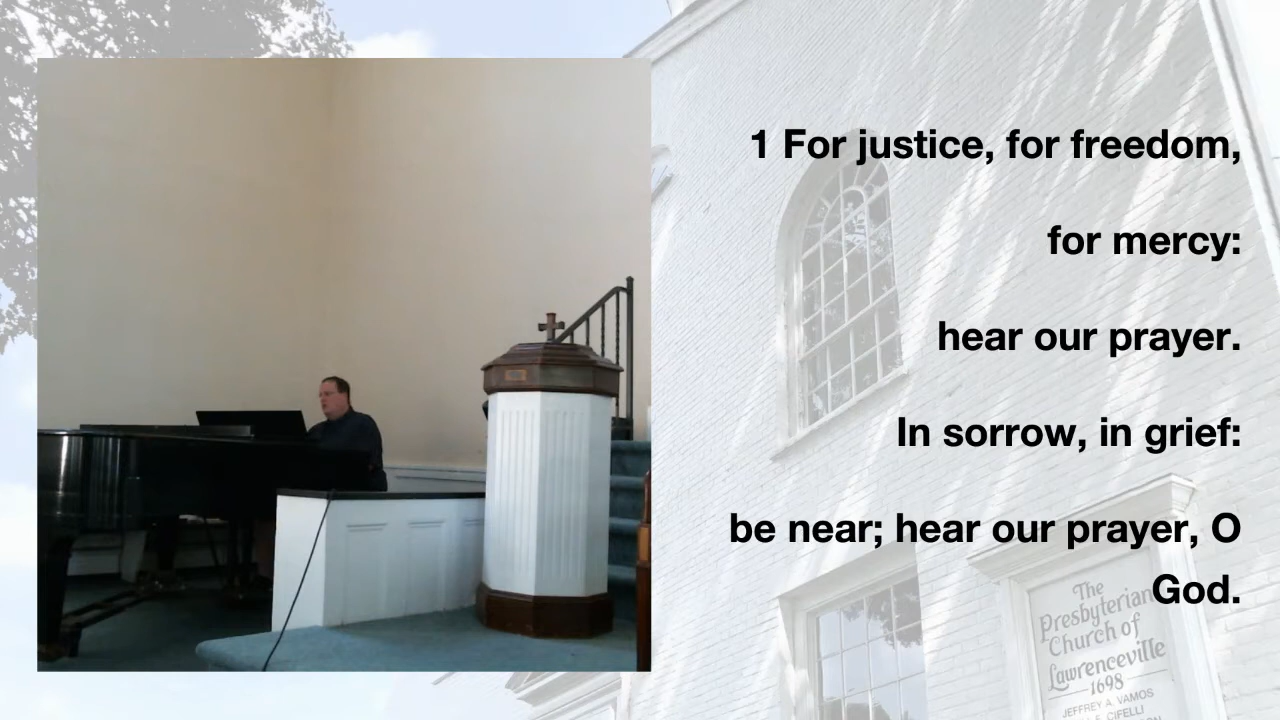 1 For justice, for freedom,
for mercy:
hear our prayer.
In sorrow, in grief:
be near; hear our prayer, O
God.
The
Presbyterian
Church of
Lawrenceville
1698
JEFFREY A. VAMOS
CIFELLI